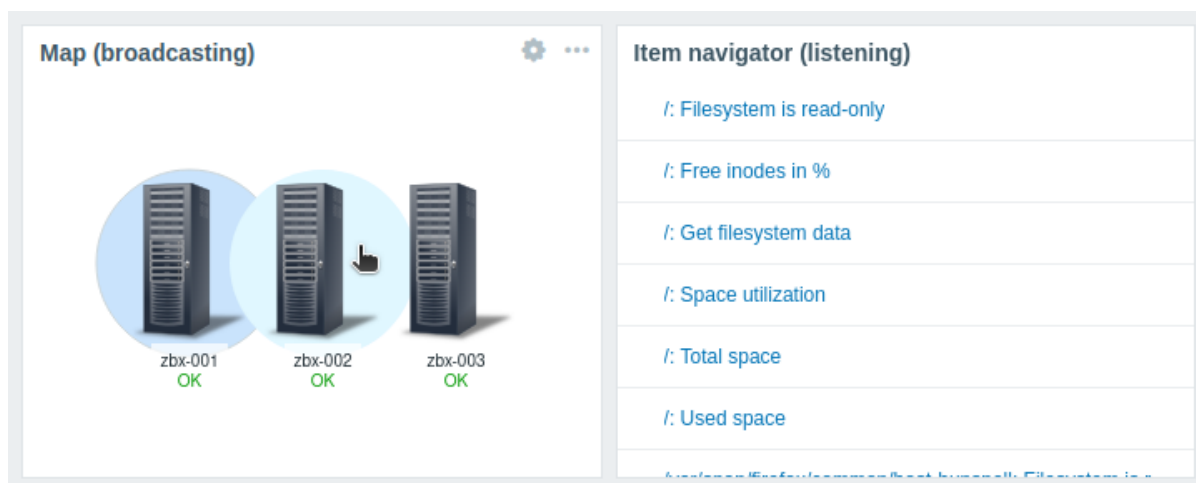 Map (broadcasting)
zbx-001
OK
zbx-002
OK
zbx-003
OK
Item navigator (listening)
/: Filesystem is read-only
/: Free inodes in %
/: Get filesystem data
/: Space utilization
/: Total space
/: Used space